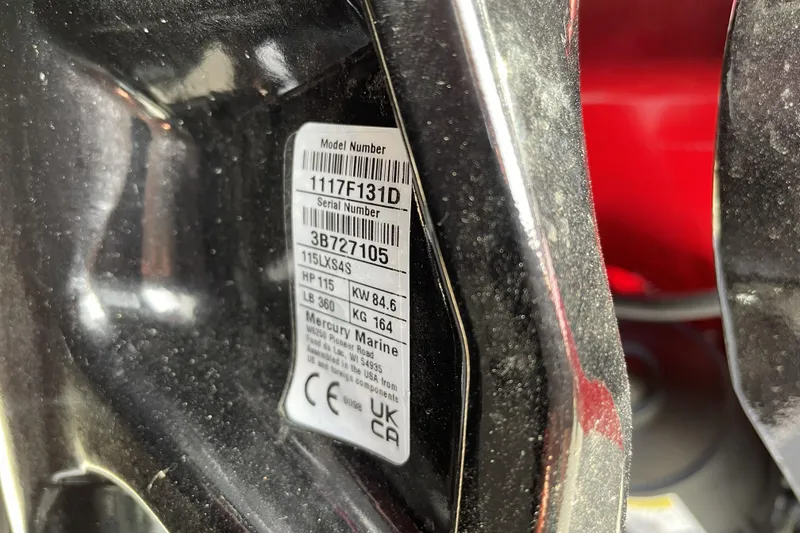 Model Number
1117F131D
Serial Number
3B727105
115LXS4S
HP 115 KW 84.6
LB 360 KG 164
Mercury Marine
W6250 Pioneer Road
Fond du Lac, WI 54935
Assembled in the USA from
US and foreign components
CE 0098 UK
CA